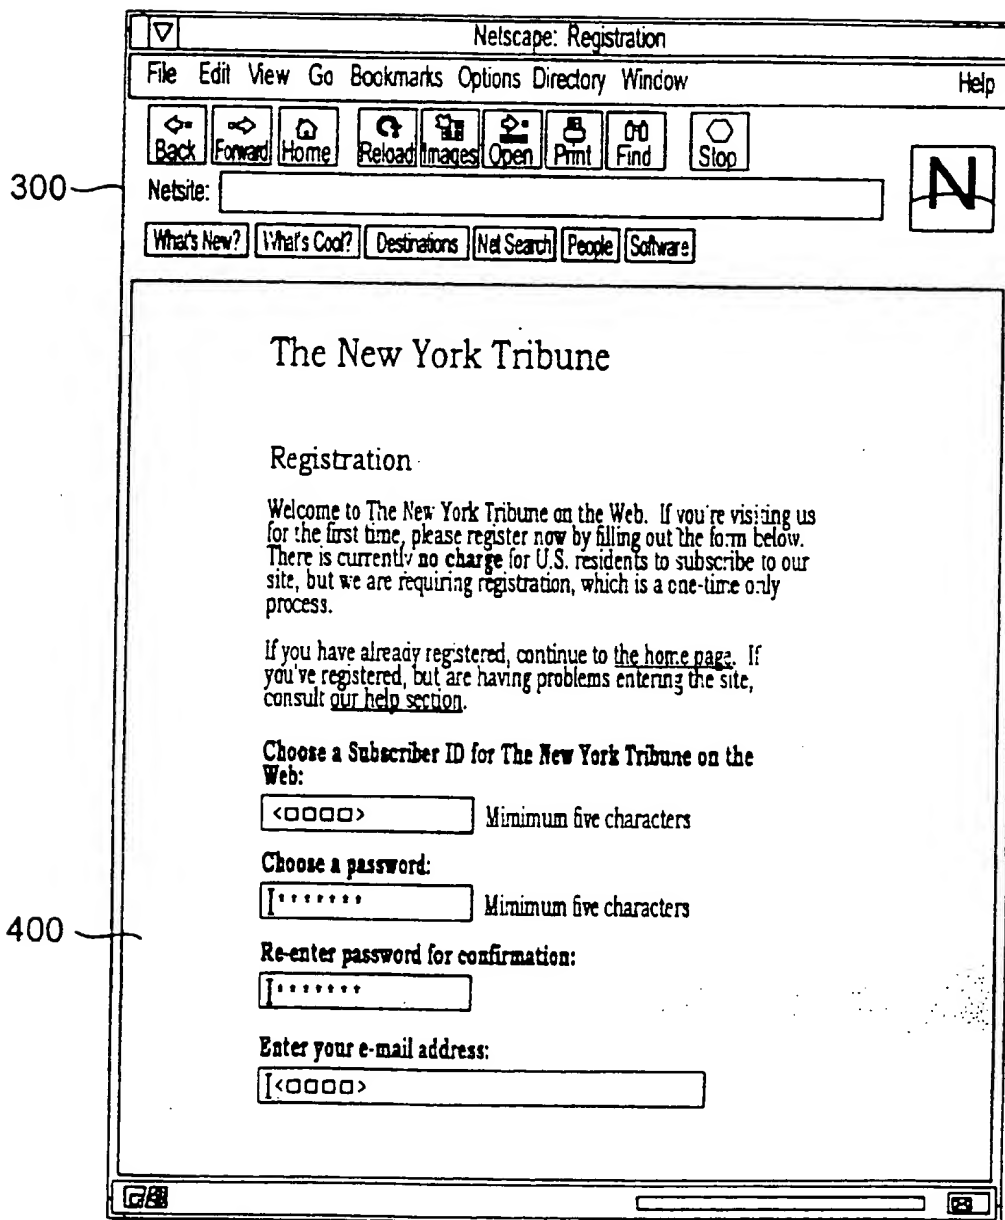 Netscape: Registration
File Edit View Go Bookmarks Options Directory Window Help
Back Forward Home Reload Images Open Print Find Stop
N
300
Netsite:
What's New? What's Cool? Destinations Net Search People Software
The New York Tribune
Registration
Welcome to The New York Tribune on the Web. If you're visiting us
for the first time, please register now by filling out the form below.
There is currently no charge for U.S. residents to subscribe to our
site, but we are requiring registration, which is a one-time only
process.
If you have already registered, continue to the home page. If
you've registered, but are having problems entering the site,
consult our help section.
Choose a Subscriber ID for The New York Tribune on the
Web:
<□□□□> Minimum five characters
Choose a password:
******* Minimum five characters
400
Re-enter password for confirmation:
*******
Enter your e-mail address:
<□□□□>